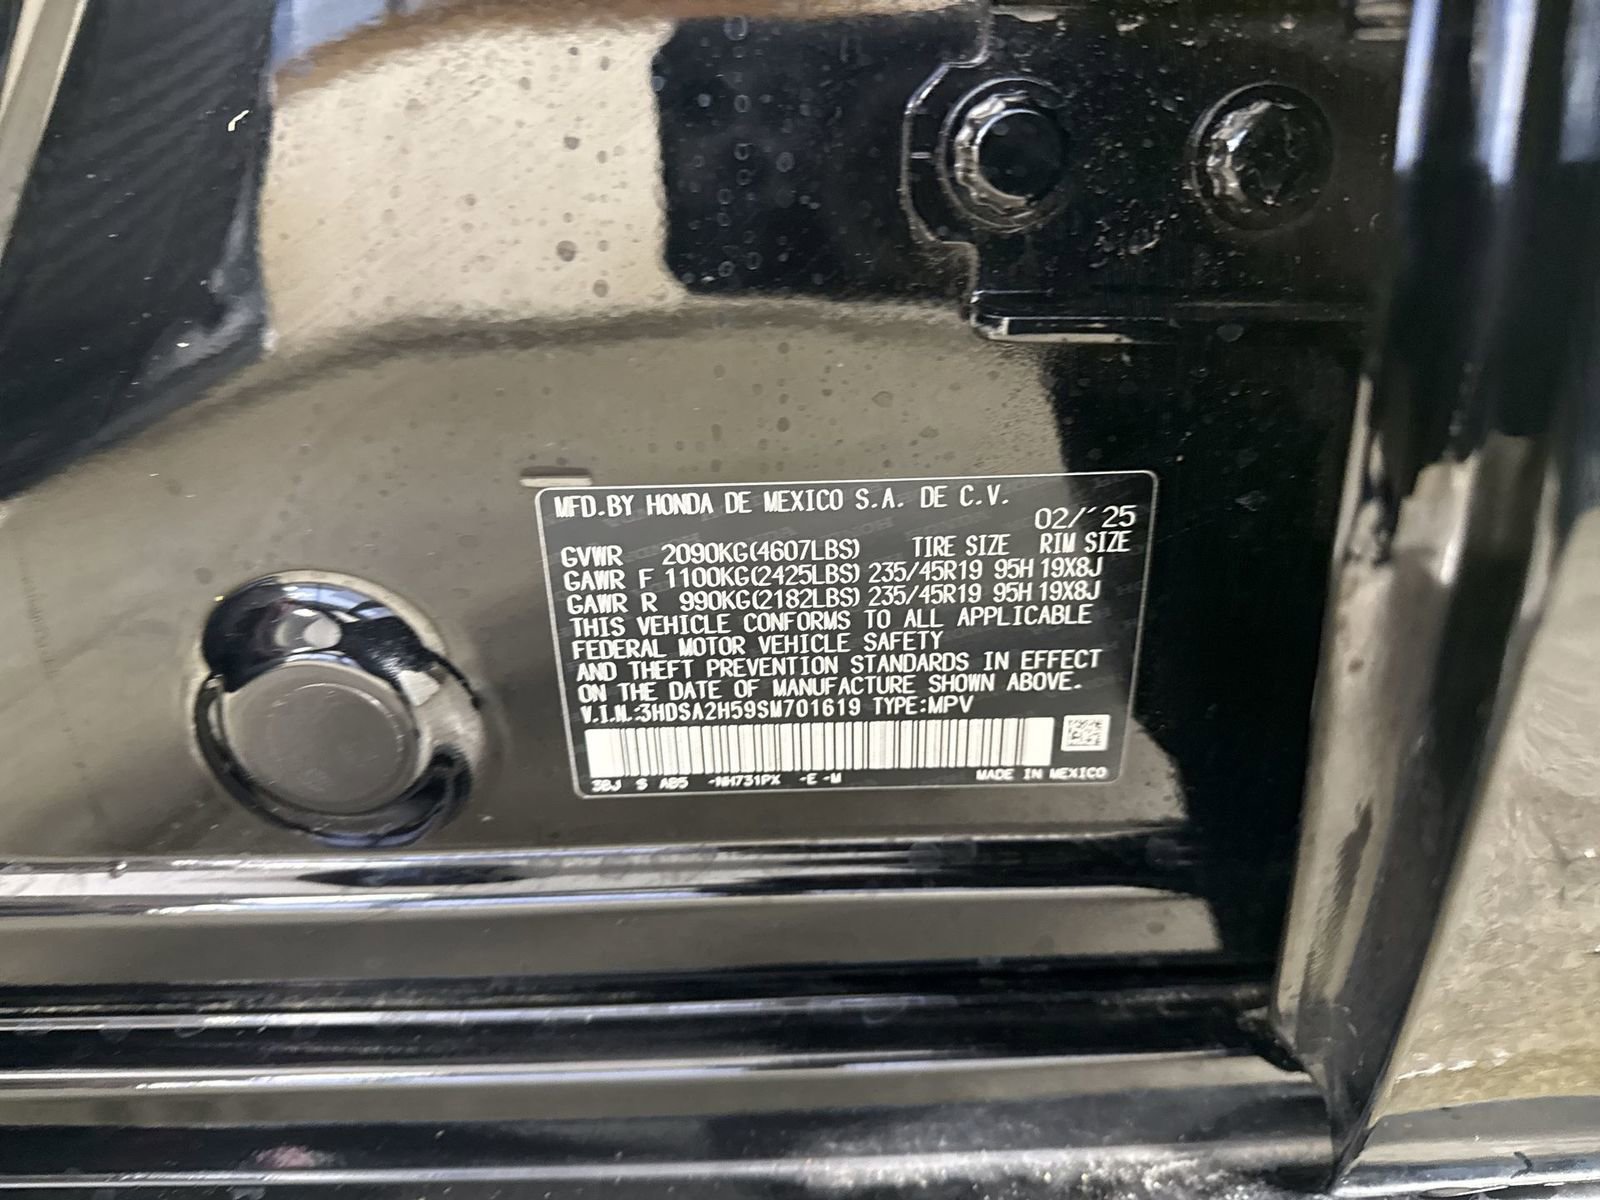 MFD.BY HONDA DE MEXICO S.A. DE C.V.
02/´25
GVWR 2090KG(4607LBS) TIRE SIZE RIM SIZE
GAWR F 1100KG(2425LBS) 235/45R19 95H 19X8J
GAWR R 990KG(2182LBS) 235/45R19 95H 19X8J
THIS VEHICLE CONFORMS TO ALL APPLICABLE
FEDERAL MOTOR VEHICLE SAFETY
AND THEFT PREVENTION STANDARDS IN EFFECT
ON THE DATE OF MANUFACTURE SHOWN ABOVE.
V.I.N.:3HDSA2H59SM701619 TYPE:MPV
3BJ S AB5 -NH731PX -E -M MADE IN MEXICO